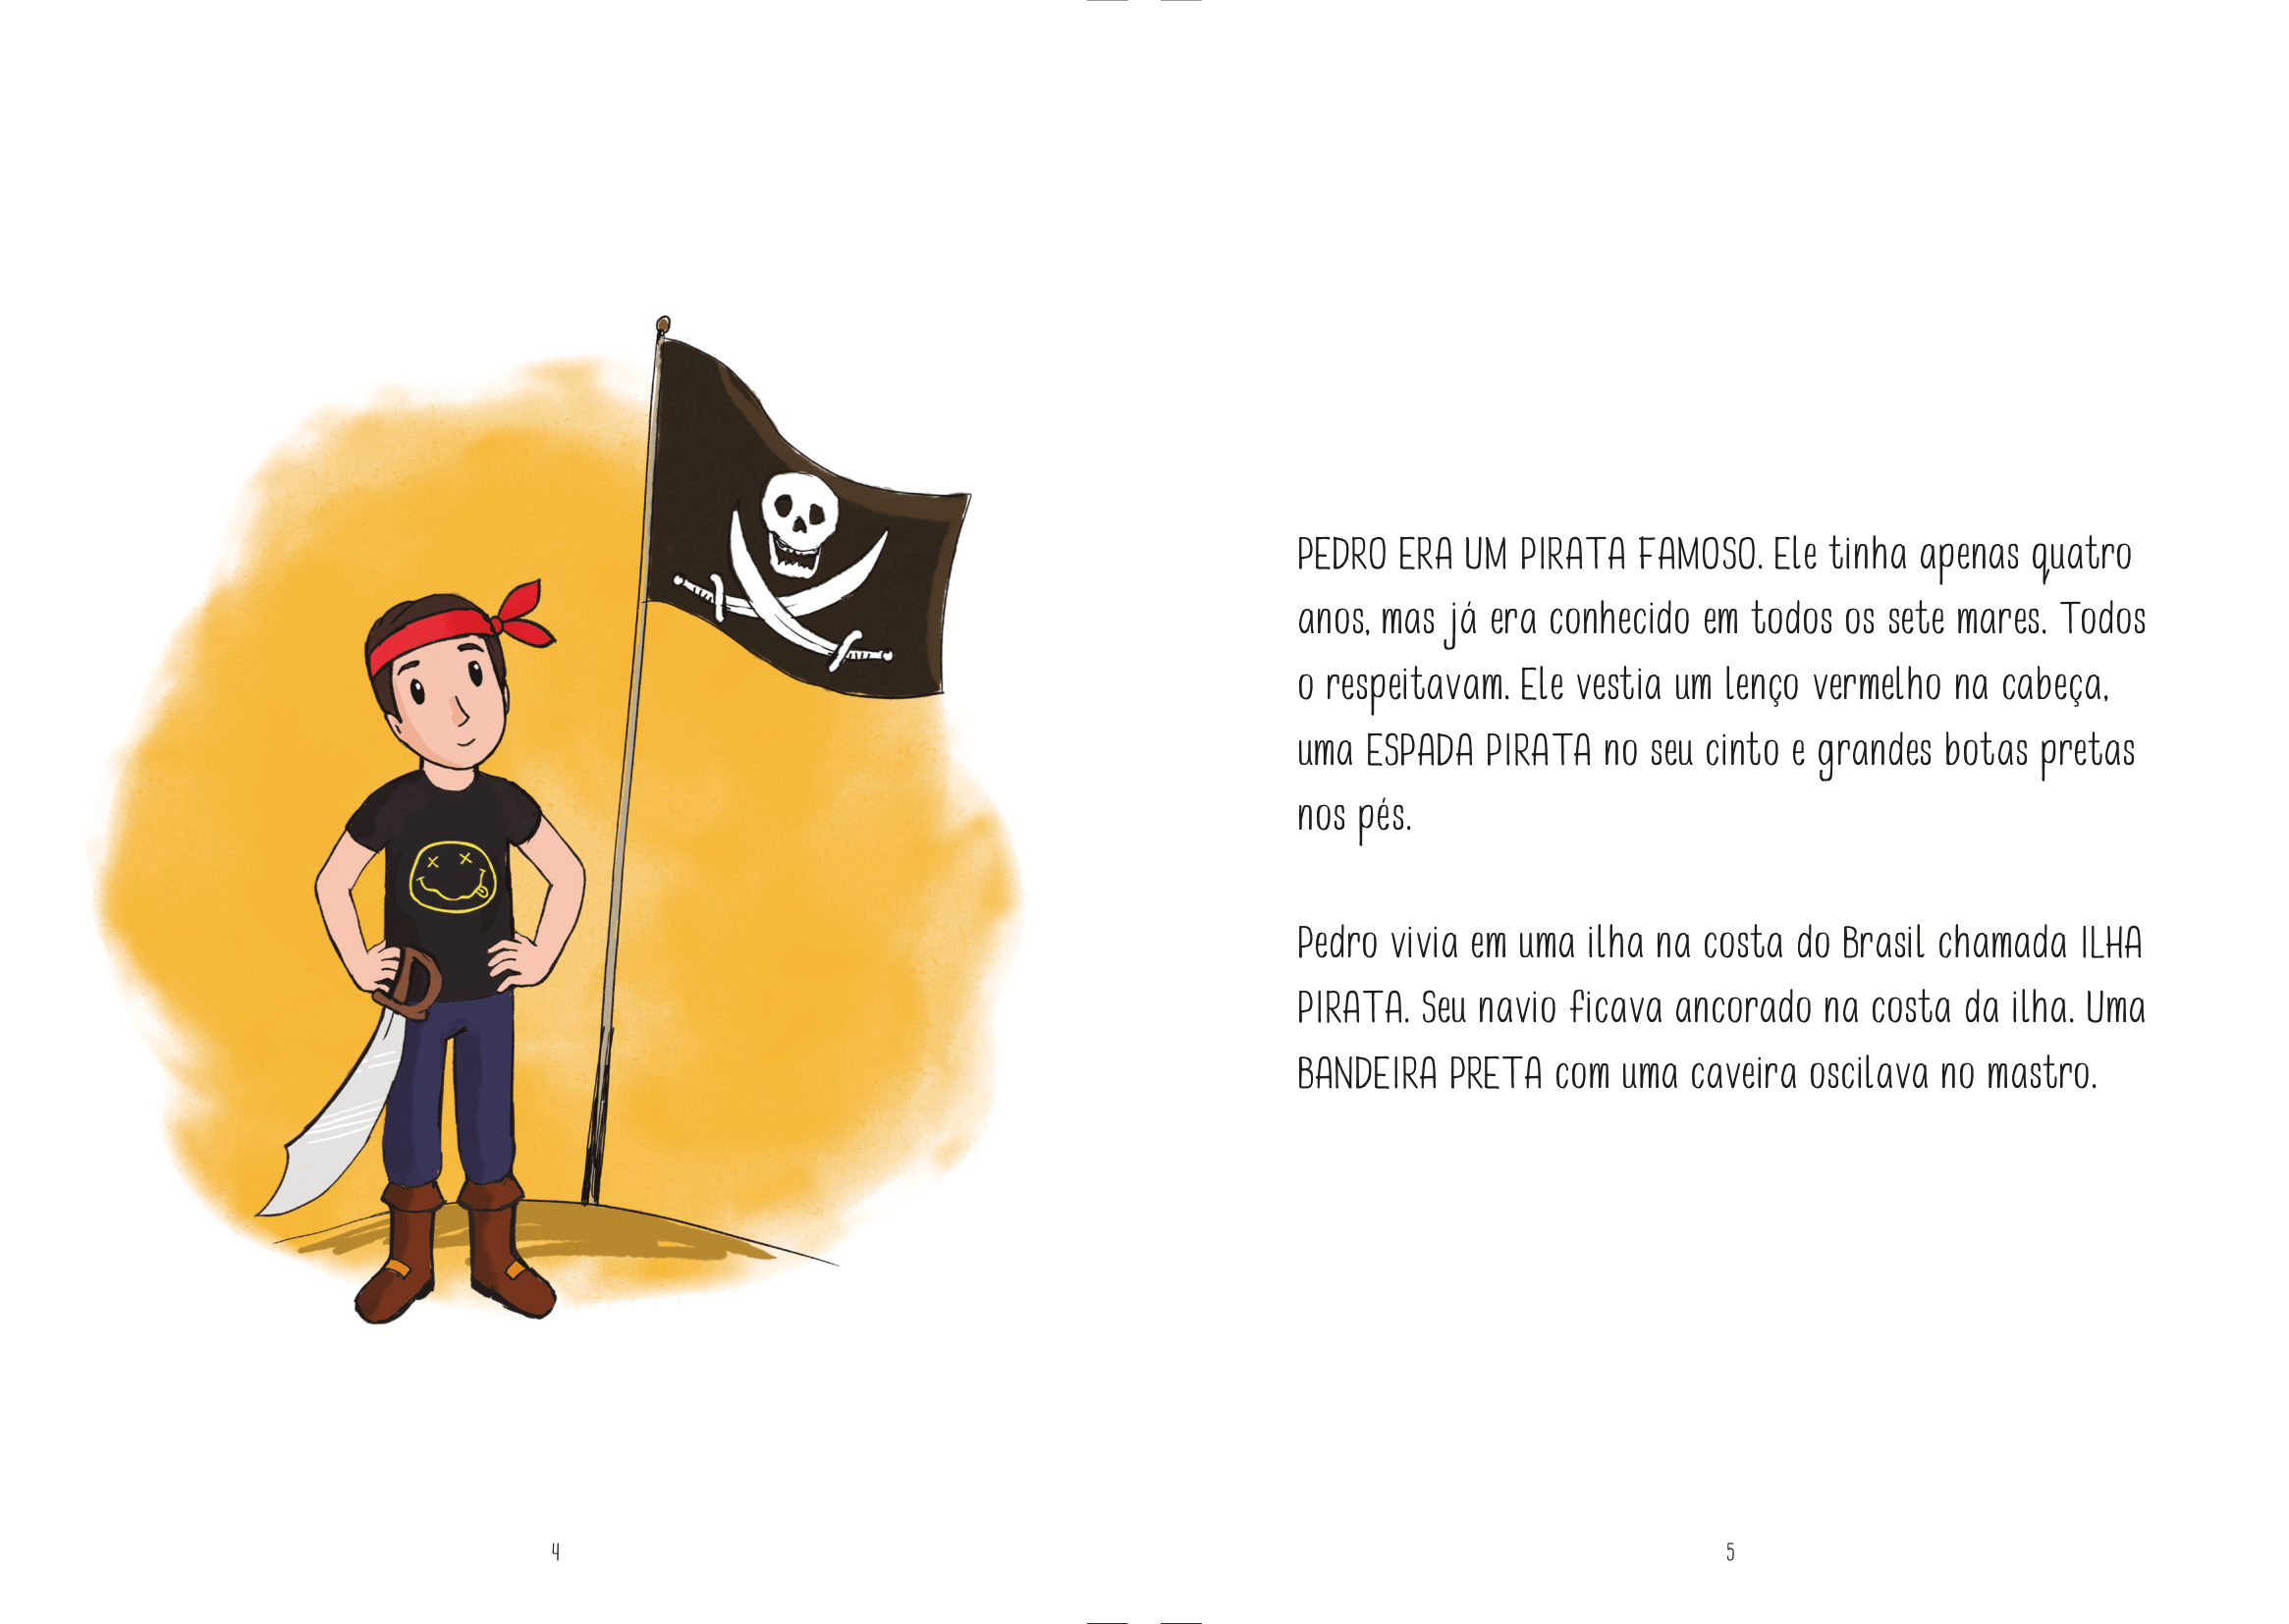 PEDRO ERA UM PIRATA FAMOSO. Ele tinha apenas quatro
anos, mas já era conhecido em todos os sete mares. Todos
o respeitavam. Ele vestia um lenço vermelho na cabeça,
uma ESPADA PIRATA no seu cinto e grandes botas pretas
nos pés.
Pedro vivia em uma ilha na costa do Brasil chamada ILHA
PIRATA. Seu navio ficava ancorado na costa da ilha. Uma
BANDEIRA PRETA com uma caveira oscilava no mastro.
4
5